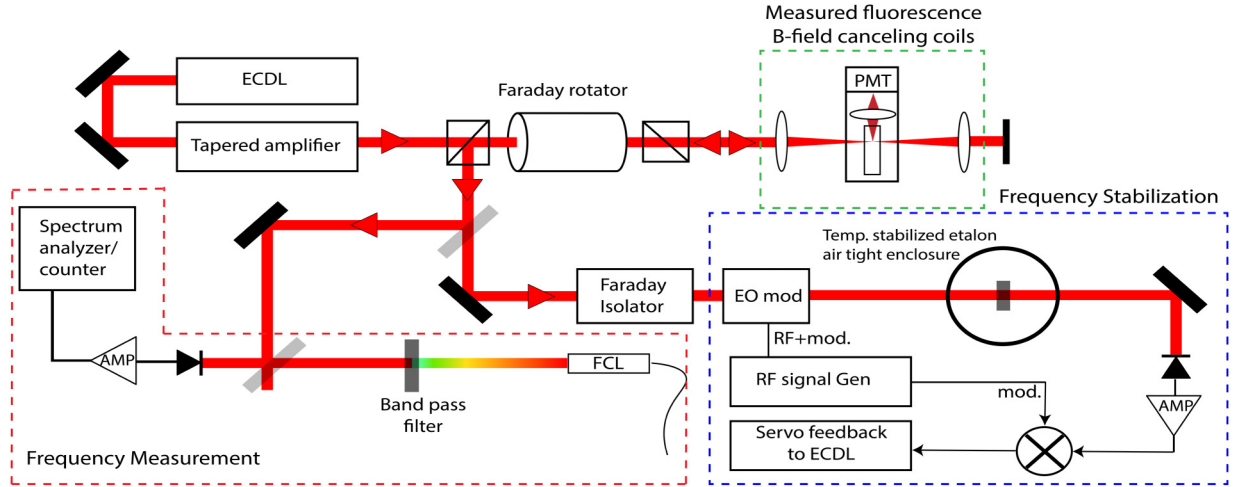 Measured fluorescence
B-field canceling coils
ECDL
Faraday rotator
PMT
Tapered amplifier
Frequency Stabilization
Spectrum
analyzer/
counter
Temp. stabilized etalon
air tight enclosure
Faraday
Isolator
EO mod
RF+mod.
AMP
FCL
RF signal Gen
mod.
AMP
Band pass
filter
Servo feedback
to ECDL
Frequency Measurement